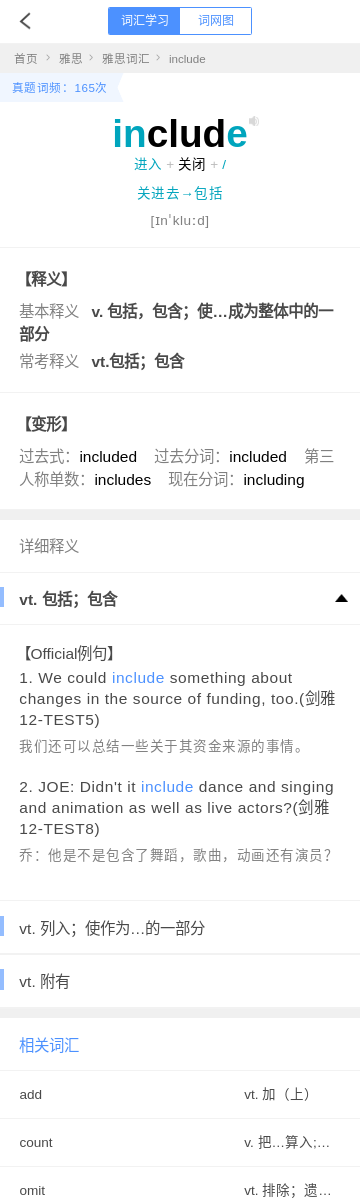 词汇学习 词网图
首页 › 雅思 › 雅思词汇 › include
真题词频：165次
include
进入 + 关闭 + /
关进去→包括
[ɪnˈkluːd]
【释义】
基本释义 v. 包括，包含；使…成为整体中的一
部分
常考释义 vt.包括；包含
【变形】
过去式：included 过去分词：included 第三
人称单数：includes 现在分词：including
详细释义
vt. 包括；包含
【Official例句】
1. We could include something about
changes in the source of funding, too.(剑雅
12-TEST5)
我们还可以总结一些关于其资金来源的事情。
2. JOE: Didn't it include dance and singing
and animation as well as live actors?(剑雅
12-TEST8)
乔：他是不是包含了舞蹈，歌曲，动画还有演员？
vt. 列入；使作为…的一部分
vt. 附有
相关词汇
add vt. 加（上）
count v. 把…算入;…
omit vt. 排除；遗…